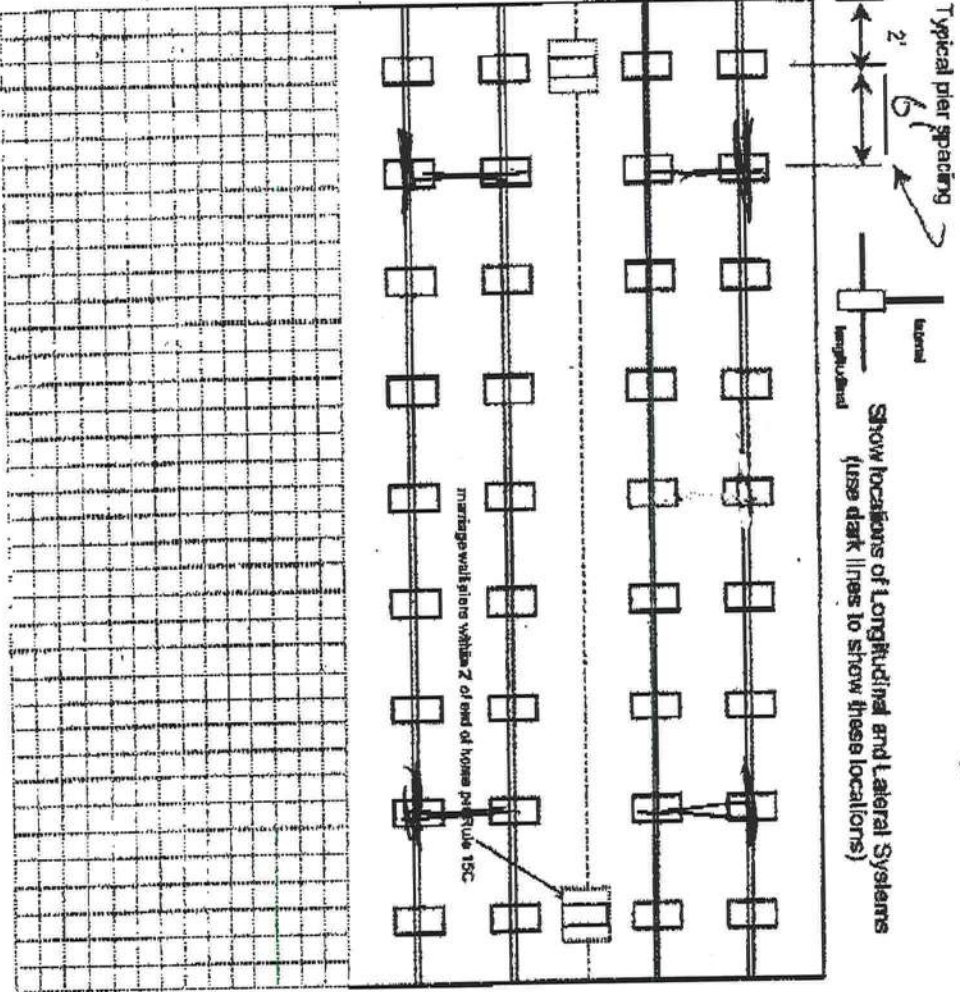 Typical pier spacing
2'
6'
lateral
longitudinal
Show locations of Longitudinal and Lateral Systems
(use dark lines to show these locations)
marriage wall piers within 2' of end of home per Rule 15C